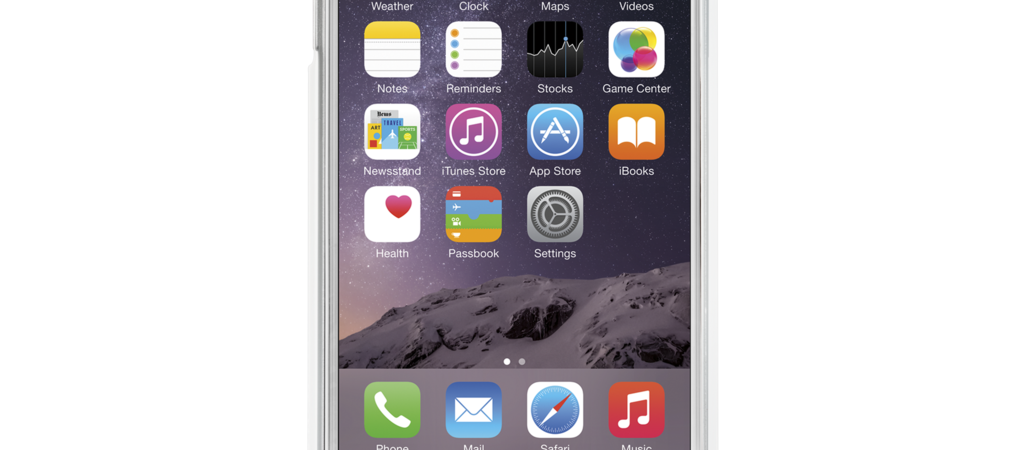 Weather Clock Maps Videos
Notes Reminders Stocks Game Center
Newsstand iTunes Store App Store iBooks
Health Passbook Settings
Phone Mail Safari Music